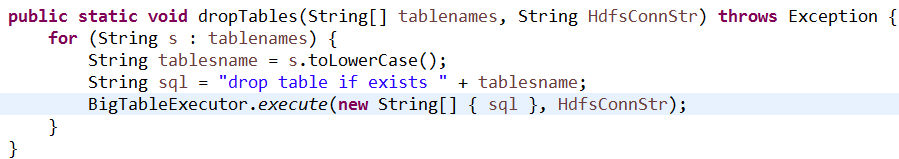 public static void dropTables(String[] tablenames, String HdfsConnStr) throws Exception {
    for (String s : tablenames) {
        String tablesname = s.toLowerCase();
        String sql = "drop table if exists " + tablesname;
        BigTableExecutor.execute(new String[] { sql }, HdfsConnStr);
    }
}